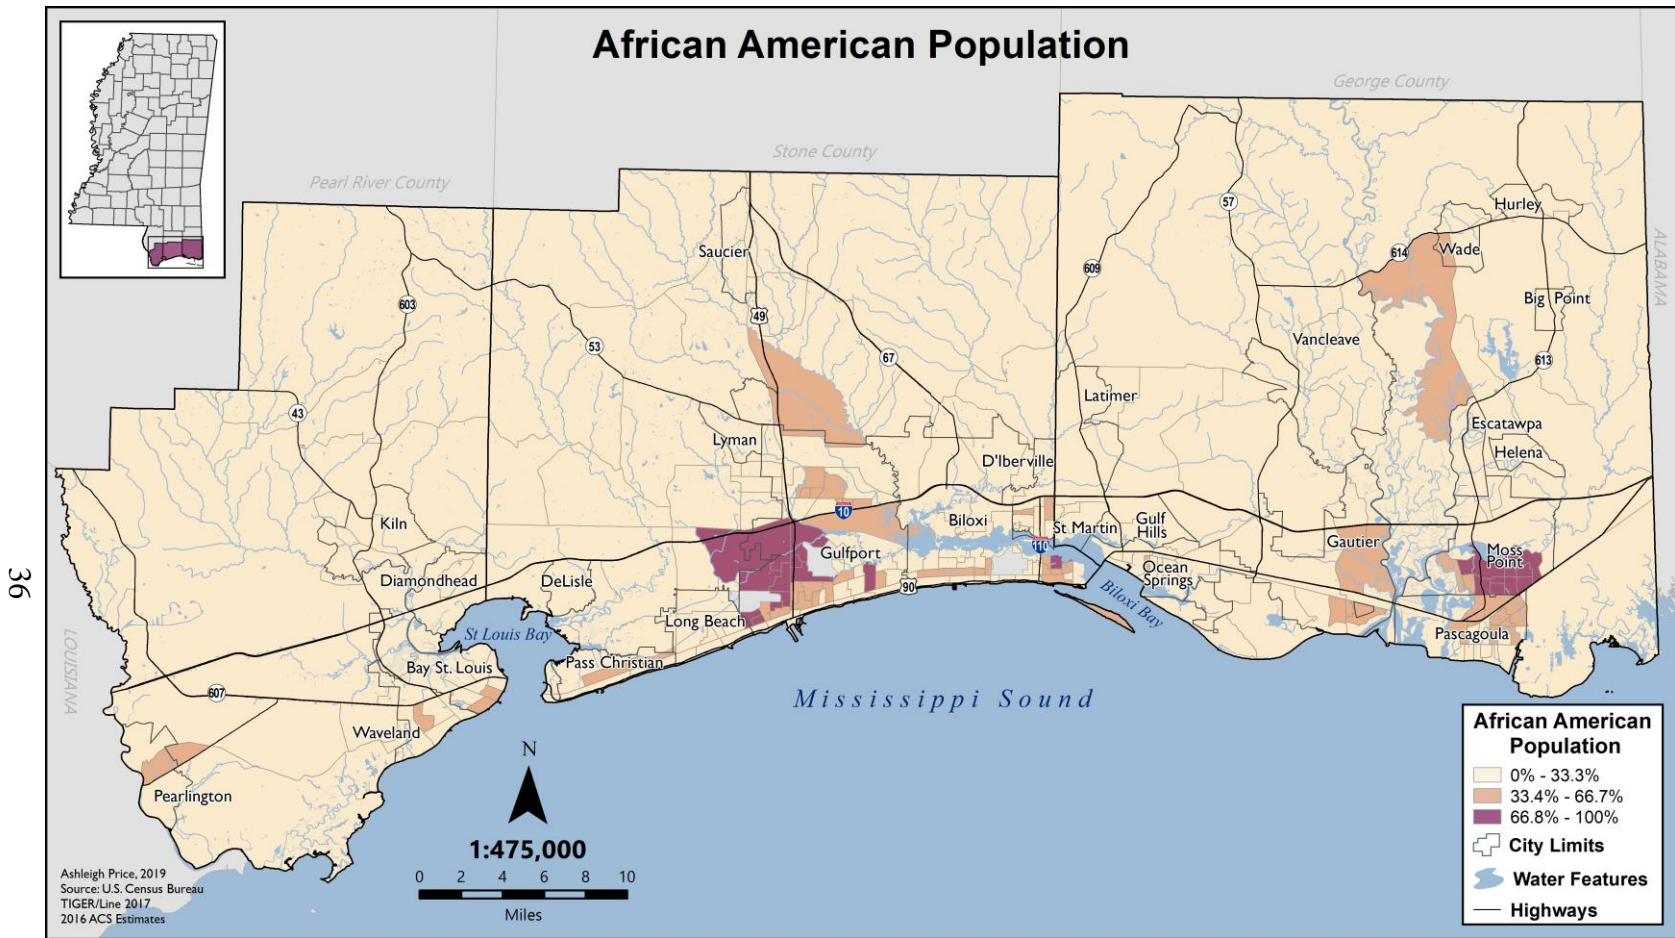 African American Population
George County
Stone County
Pearl River County
ALABAMA
LOUISIANA
57
Hurley
614
Wade
609
Saucier
603
49
Big Point
Vancleave
53
67
613
43
Latimer
Lyman
Escatawpa
Helena
D'Iberville
10
Kiln
Biloxi
St Martin
Gulf
Hills
Gautier
110
Gulfport
Moss
Point
Diamondhead
DeLisle
90
Ocean
Springs
Biloxi Bay
St Louis Bay
Long Beach
Pascagoula
Bay St. Louis
Pass Christian
607
Mississippi Sound
Waveland
Pearlington
N
1:475,000
0 2 4 6 8 10
Miles
Ashleigh Price, 2019
Source: U.S. Census Bureau
TIGER/Line 2017
2016 ACS Estimates
African American
Population
0% - 33.3%
33.4% - 66.7%
66.8% - 100%
City Limits
Water Features
Highways
36